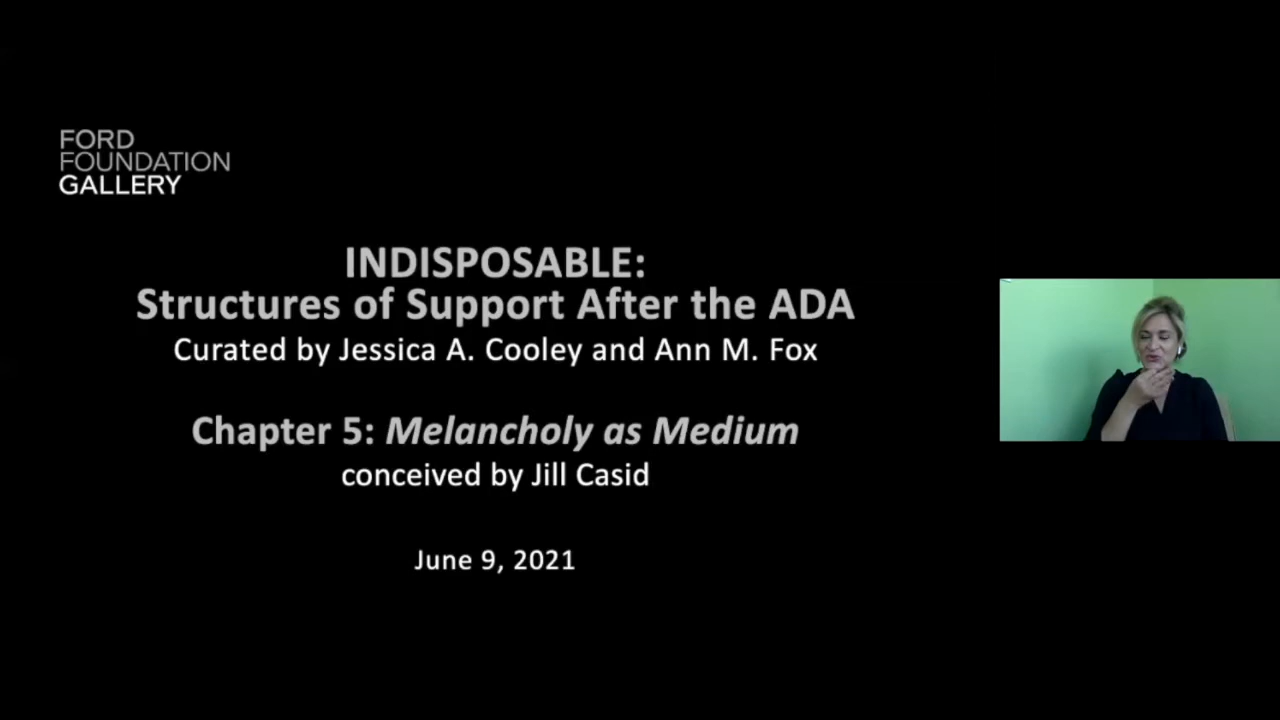 FORD
FOUNDATION
GALLERY
INDISPOSABLE:
Structures of Support After the ADA
Curated by Jessica A. Cooley and Ann M. Fox
Chapter 5: Melancholy as Medium
conceived by Jill Casid
June 9, 2021